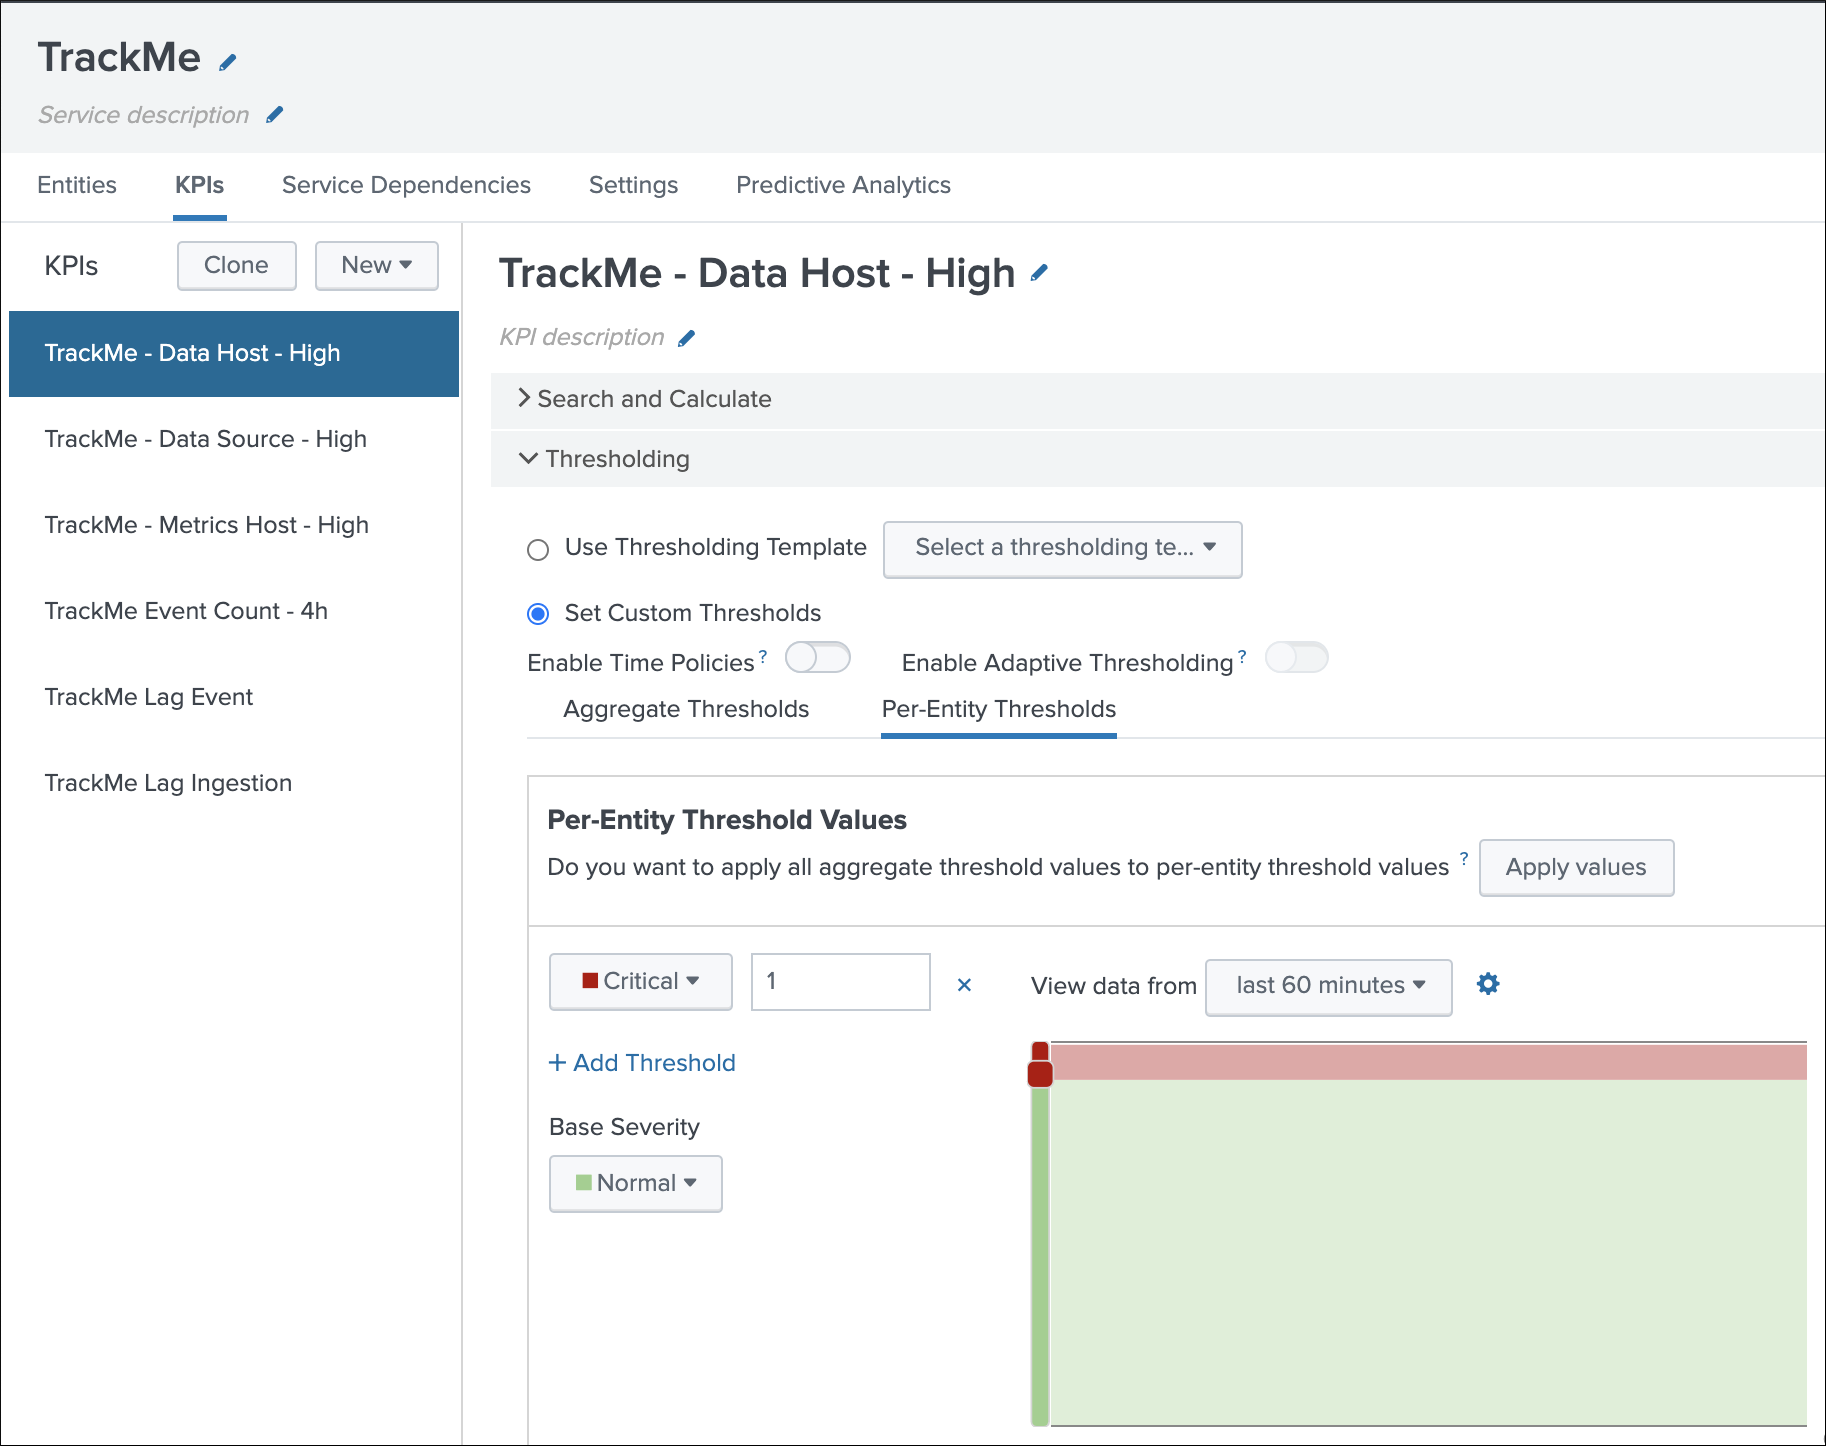 TrackMe
Service description
Entities KPIs Service Dependencies Settings Predictive Analytics
KPIs Clone New
TrackMe - Data Host - High
TrackMe - Data Source - High
TrackMe - Metrics Host - High
TrackMe Event Count - 4h
TrackMe Lag Event
TrackMe Lag Ingestion
TrackMe - Data Host - High
KPI description
Search and Calculate
Thresholding
Use Thresholding Template Select a thresholding te...
Set Custom Thresholds
Enable Time Policies ? Enable Adaptive Thresholding ?
Aggregate Thresholds Per-Entity Thresholds
Per-Entity Threshold Values
Do you want to apply all aggregate threshold values to per-entity threshold values ? Apply values
Critical 1 × View data from last 60 minutes
+ Add Threshold
Base Severity
Normal